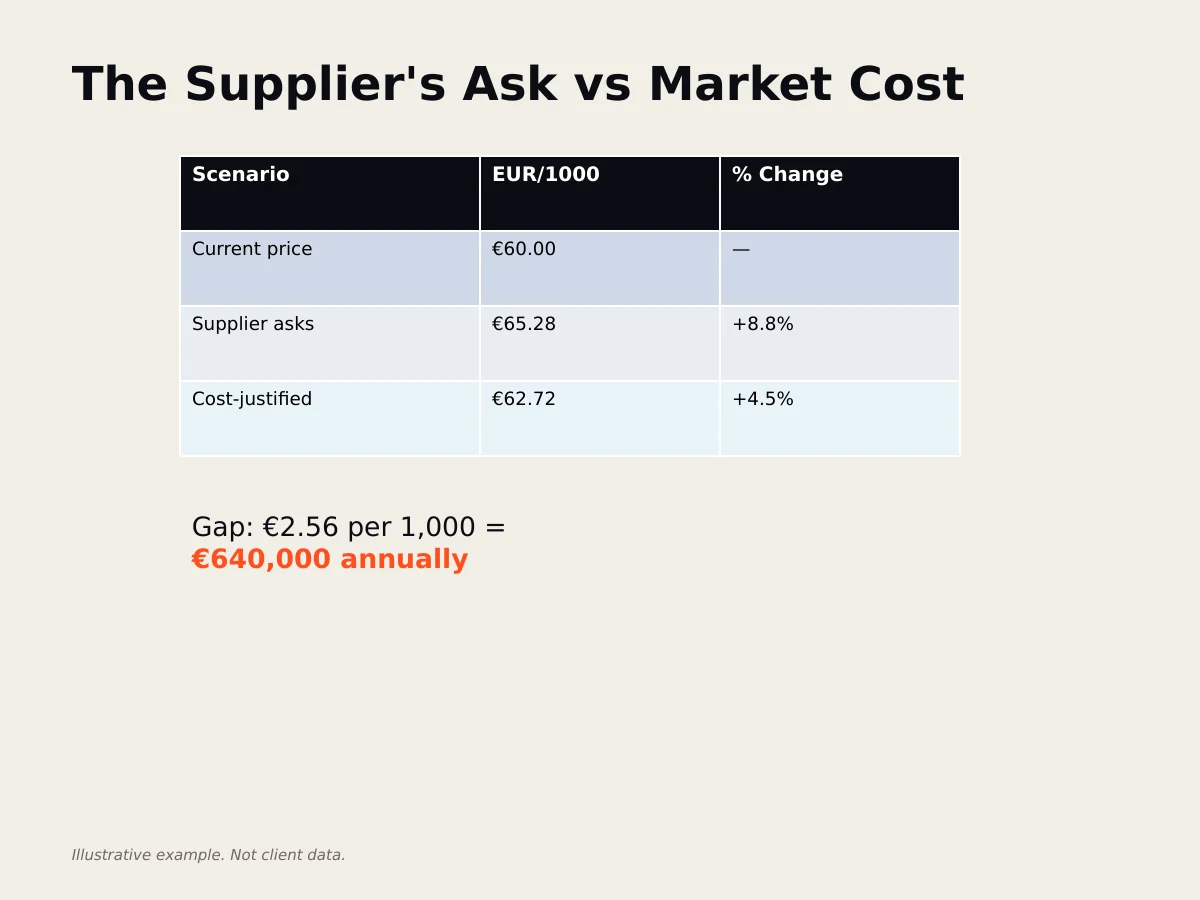 The Supplier's Ask vs Market Cost
Scenario EUR/1000 % Change
Current price €60.00 —
Supplier asks €65.28 +8.8%
Cost-justified €62.72 +4.5%
Gap: €2.56 per 1,000 =
€640,000 annually
Illustrative example. Not client data.